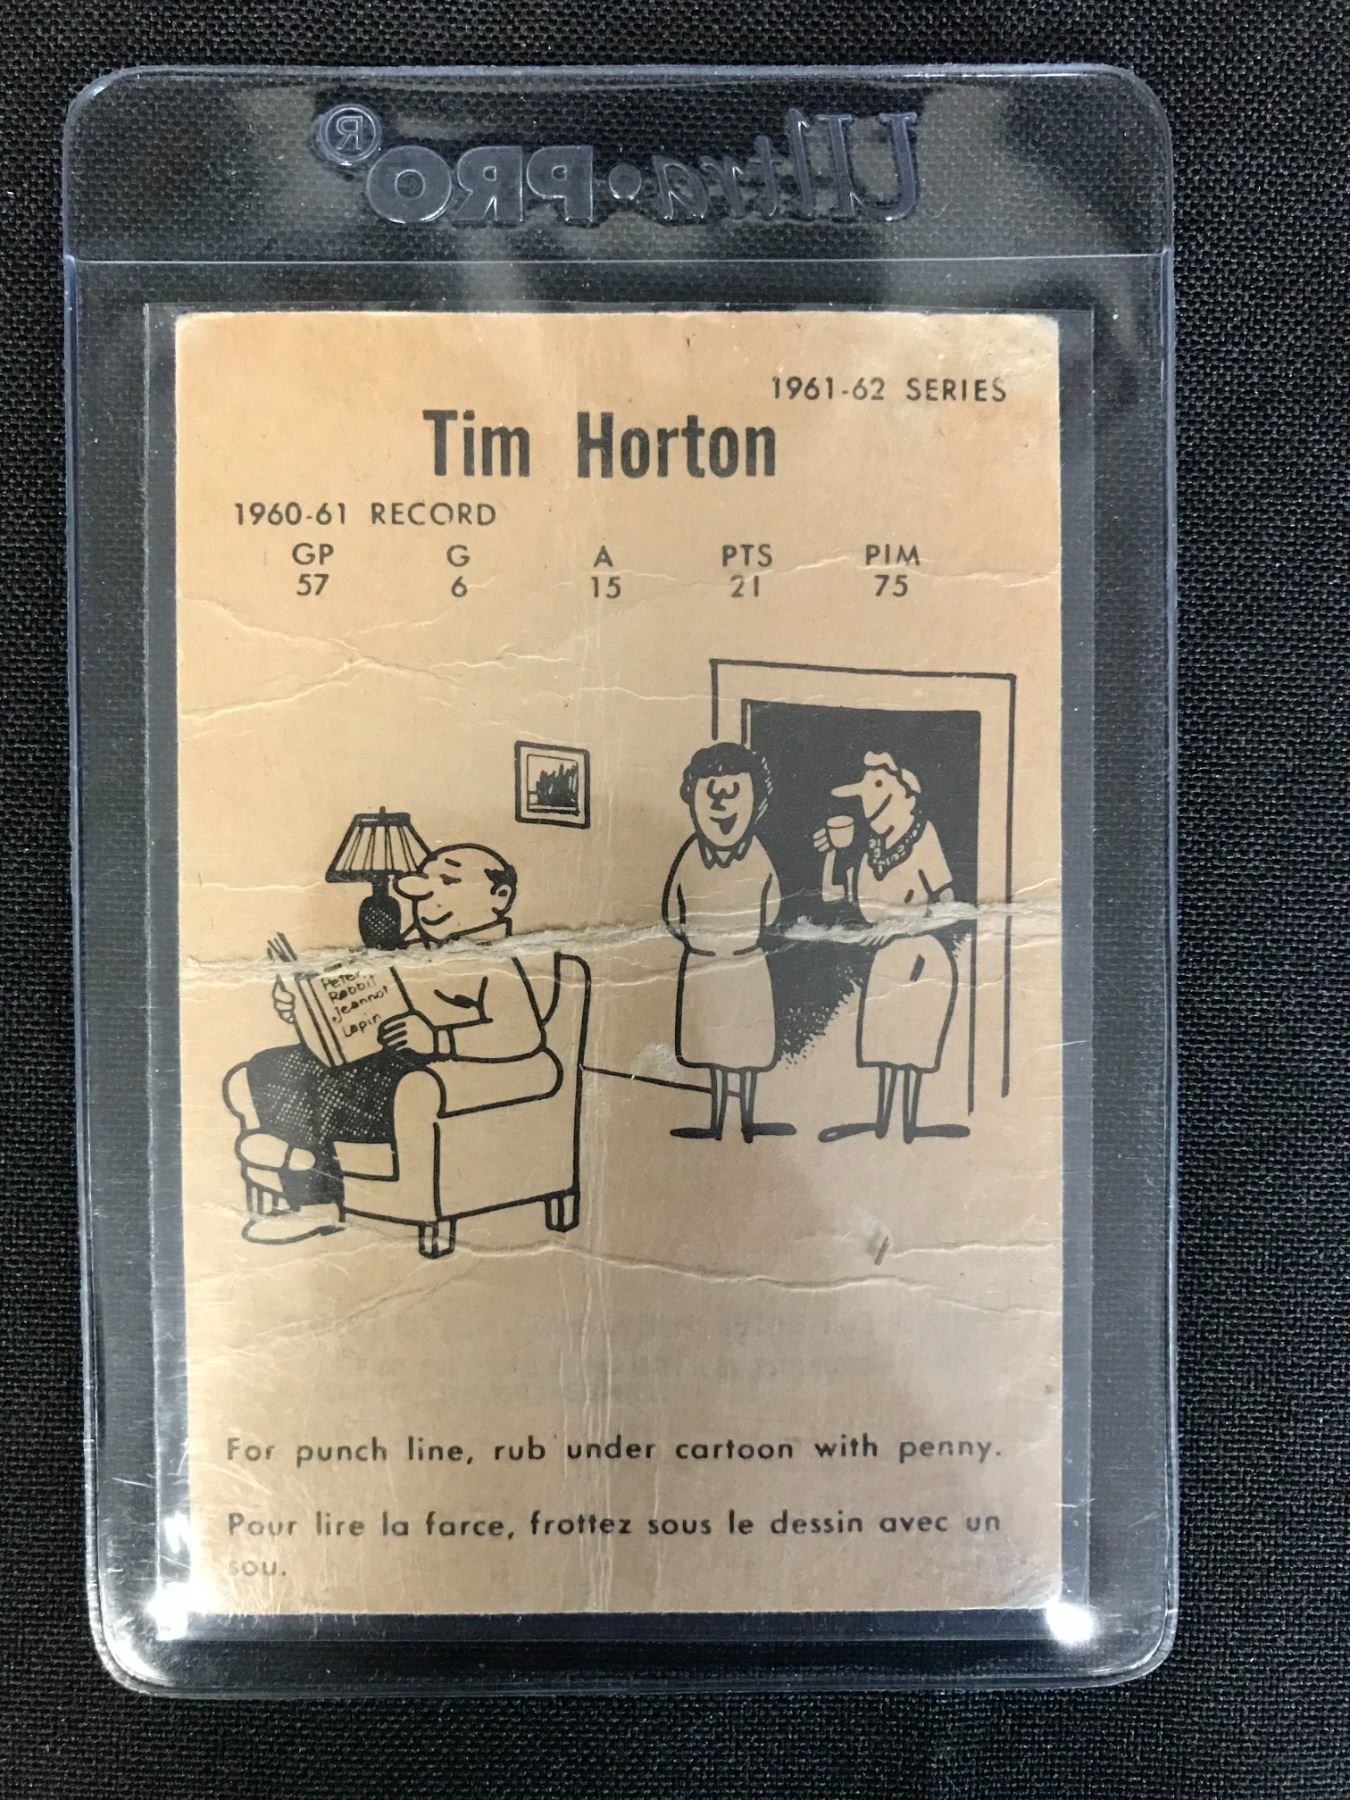 Ultra•PRO®
1961-62 SERIES
Tim Horton
1960-61 RECORD
GP G A PTS PIM
57 6 15 21 75
Peter
Rabbit
Jeannot
Lapin
For punch line, rub under cartoon with penny.
Pour lire la farce, frottez sous le dessin avec un
sou.